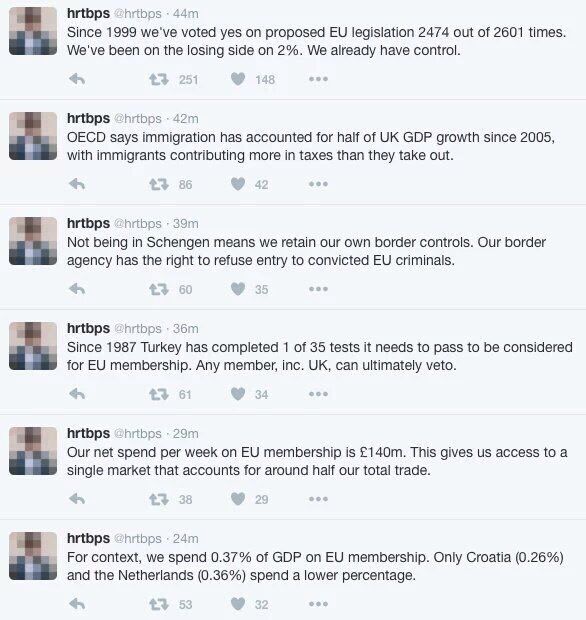 hrtbps @hrtbps · 44m
Since 1999 we've voted yes on proposed EU legislation 2474 out of 2601 times.
We've been on the losing side on 2%. We already have control.
251 148
hrtbps @hrtbps · 42m
OECD says immigration has accounted for half of UK GDP growth since 2005,
with immigrants contributing more in taxes than they take out.
86 42
hrtbps @hrtbps · 39m
Not being in Schengen means we retain our own border controls. Our border
agency has the right to refuse entry to convicted EU criminals.
60 35
hrtbps @hrtbps · 36m
Since 1987 Turkey has completed 1 of 35 tests it needs to pass to be considered
for EU membership. Any member, inc. UK, can ultimately veto.
61 34
hrtbps @hrtbps · 29m
Our net spend per week on EU membership is £140m. This gives us access to a
single market that accounts for around half our total trade.
38 29
hrtbps @hrtbps · 24m
For context, we spend 0.37% of GDP on EU membership. Only Croatia (0.26%)
and the Netherlands (0.36%) spend a lower percentage.
53 32